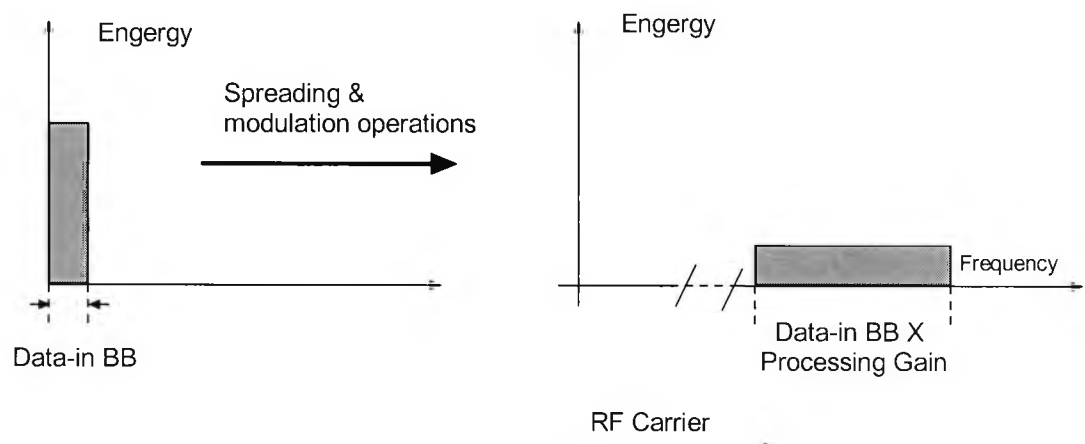 Engergy
Spreading &
modulation operations
Data-in BB
Engergy
Frequency
Data-in BB X
Processing Gain
RF Carrier